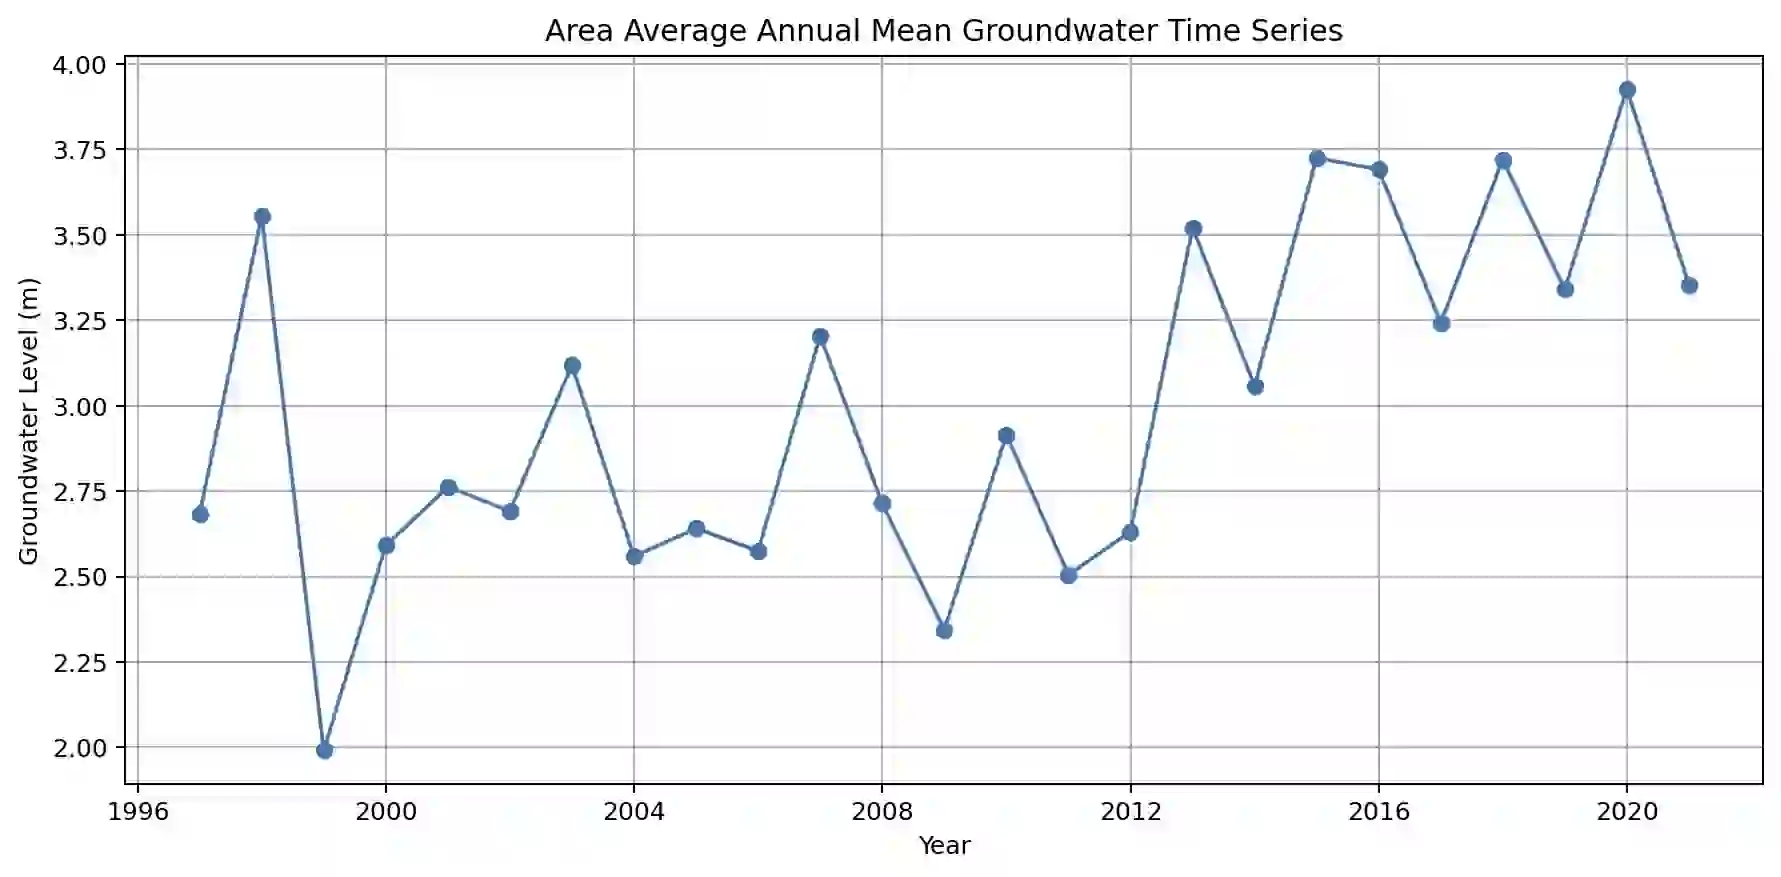 Area Average Annual Mean Groundwater Time Series
4.00
3.75
3.50
3.25
3.00
2.75
2.50
2.25
2.00
Groundwater Level (m)
1996 2000 2004 2008 2012 2016 2020
Year